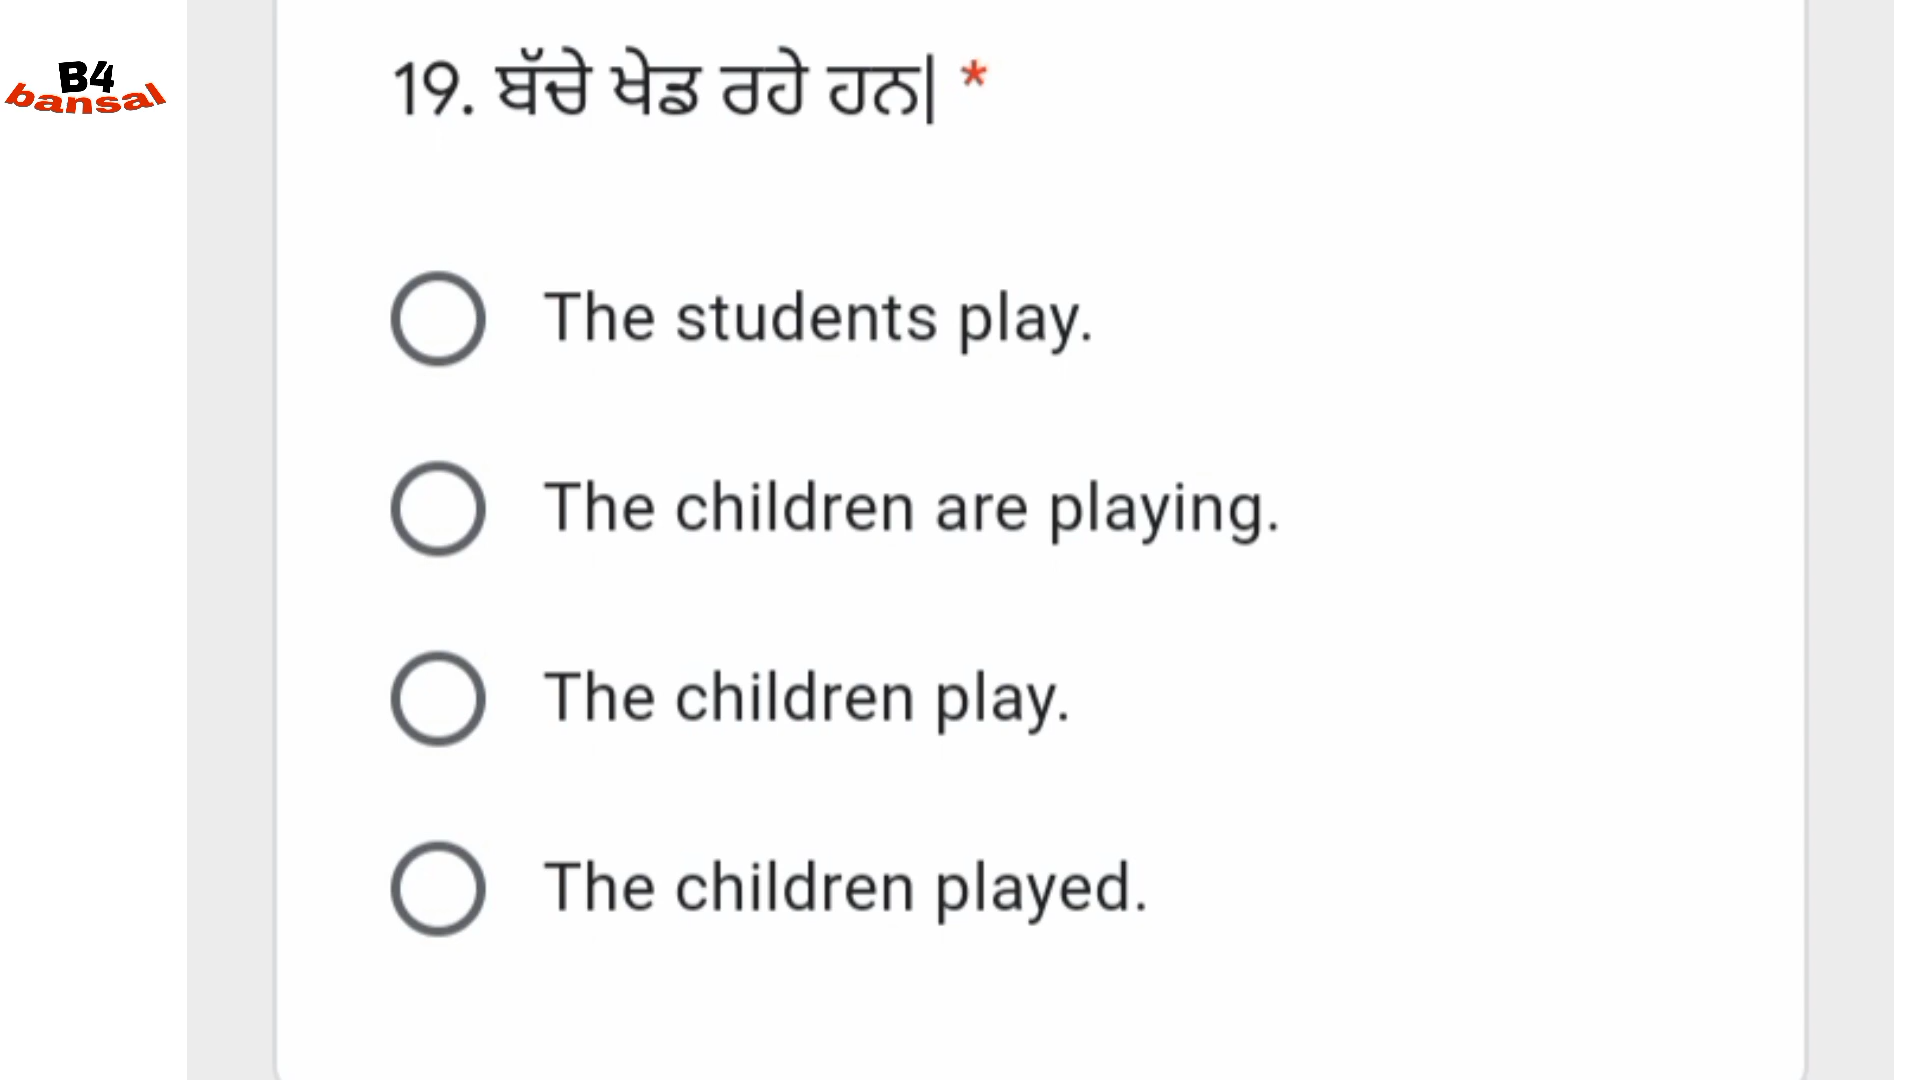 B4
bansal
19. ਬੱਚੇ ਖੇਡ ਰਹੇ ਹਨ| *
The students play.
The children are playing.
The children play.
The children played.